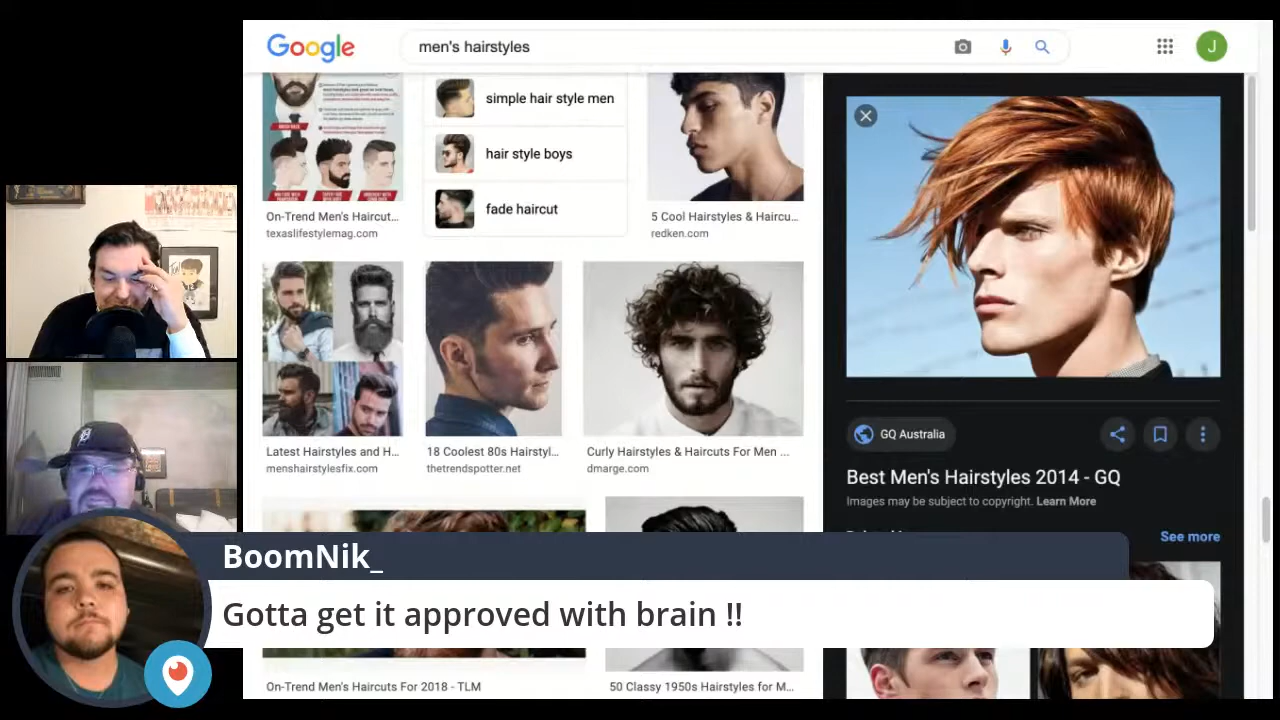 Google
men's hairstyles
J
simple hair style men
hair style boys
fade haircut
On-Trend Men's Haircut...
texaslifestylemag.com
5 Cool Hairstyles & Haircu...
redken.com
Latest Hairstyles and H...
menshairstylesfix.com
18 Coolest 80s Hairstyl...
thetrendspotter.net
Curly Hairstyles & Haircuts For Men ...
dmarge.com
GQ Australia
Best Men's Hairstyles 2014 - GQ
Images may be subject to copyright. Learn More
See more
BoomNik_
Gotta get it approved with brain !!
On-Trend Men's Haircuts For 2018 - TLM
50 Classy 1950s Hairstyles for M...